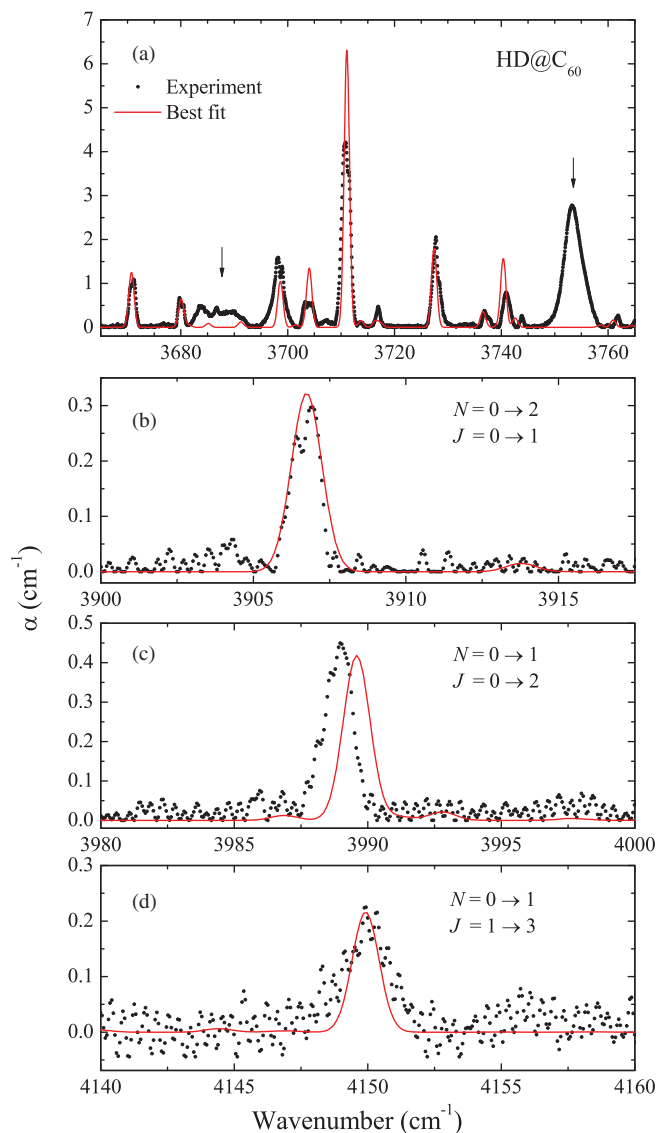 (a)
HD@C60
Experiment
Best fit
7
6
5
4
3
2
1
0
3680
3700
3720
3740
3760
(b)
N = 0 → 2
J = 0 → 1
0.3
0.2
0.1
0.0
3900
3905
3910
3915
α (cm-1)
(c)
N = 0 → 1
J = 0 → 2
0.5
0.4
0.3
0.2
0.1
0.0
3980
3985
3990
3995
4000
(d)
N = 0 → 1
J = 1 → 3
0.3
0.2
0.1
0.0
4140
4145
4150
4155
4160
Wavenumber (cm-1)